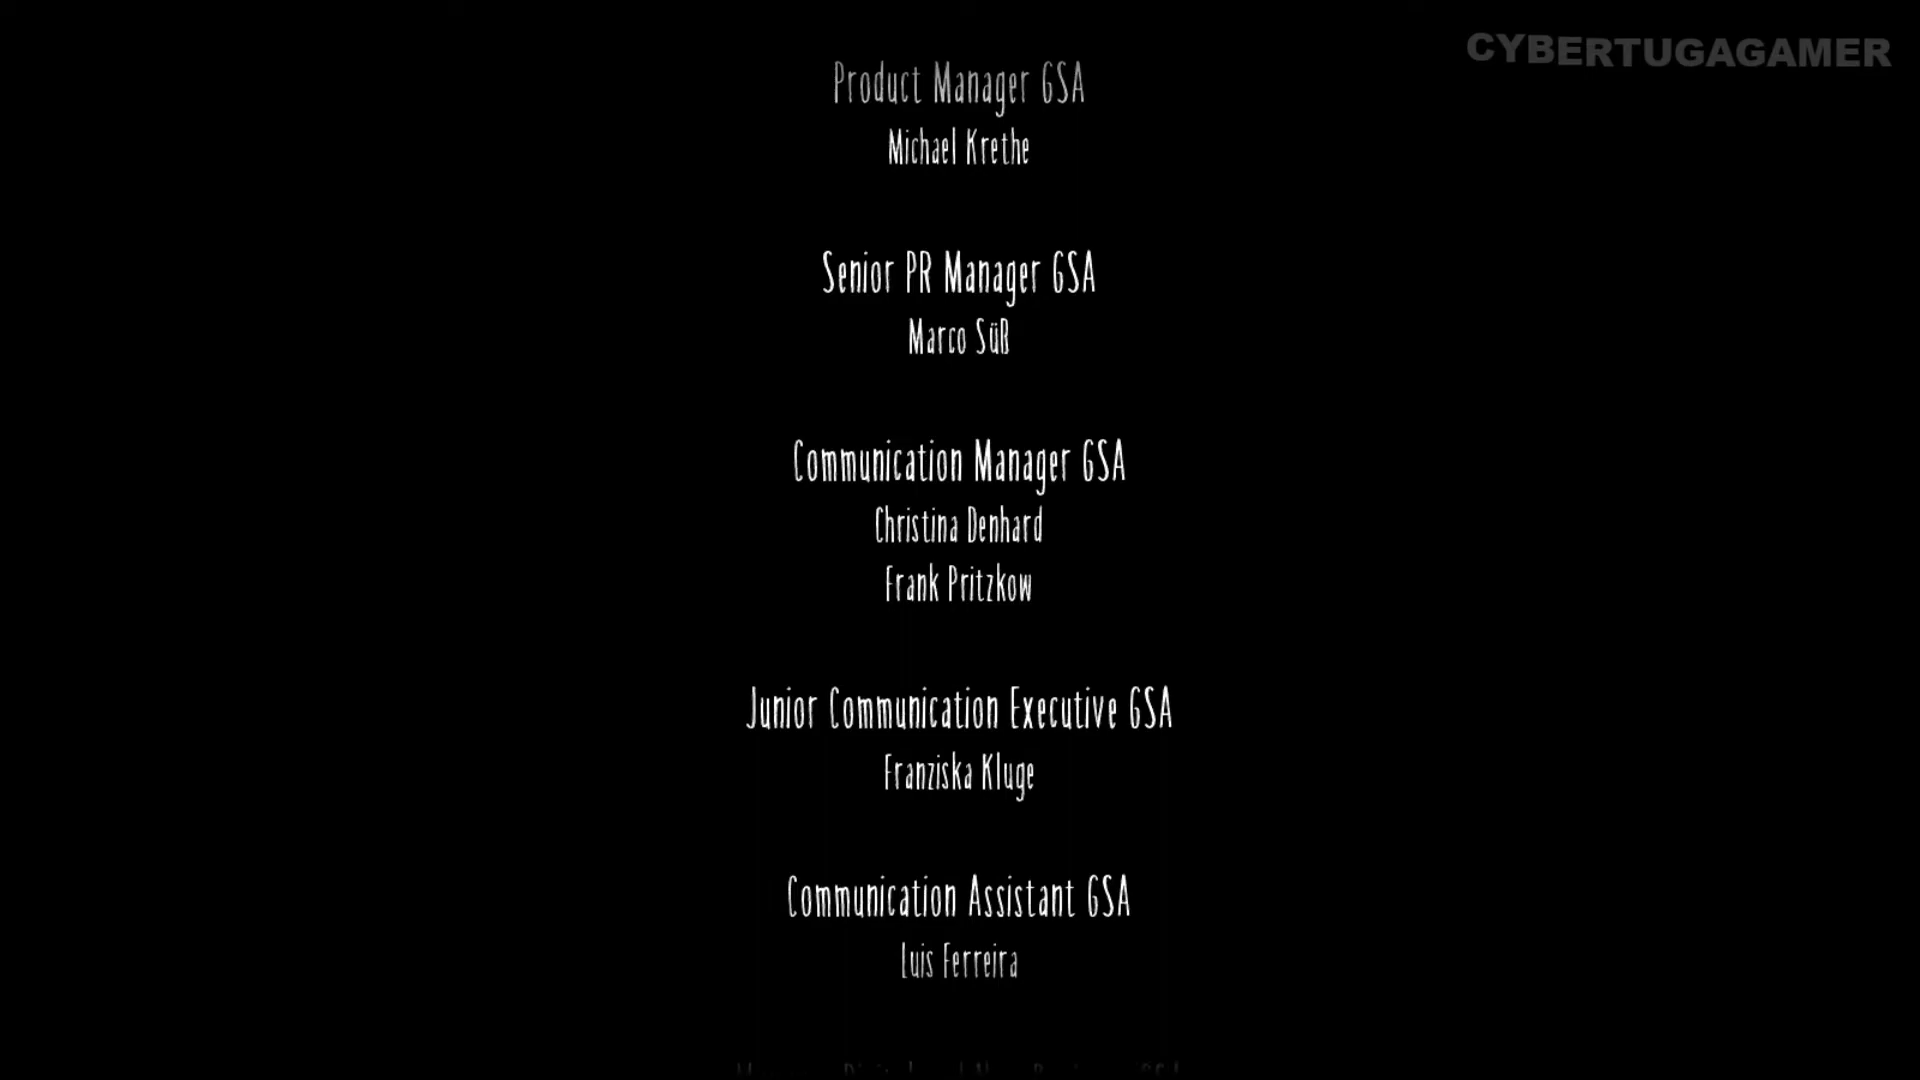 CYBERTUGAGAMER
Product Manager GSA
Michael Krethe
Senior PR Manager GSA
Marco Süß
Communication Manager GSA
Christina Denhard
Frank Pritzkow
Junior Communication Executive GSA
Franziska Kluge
Communication Assistant GSA
Luis Ferreira